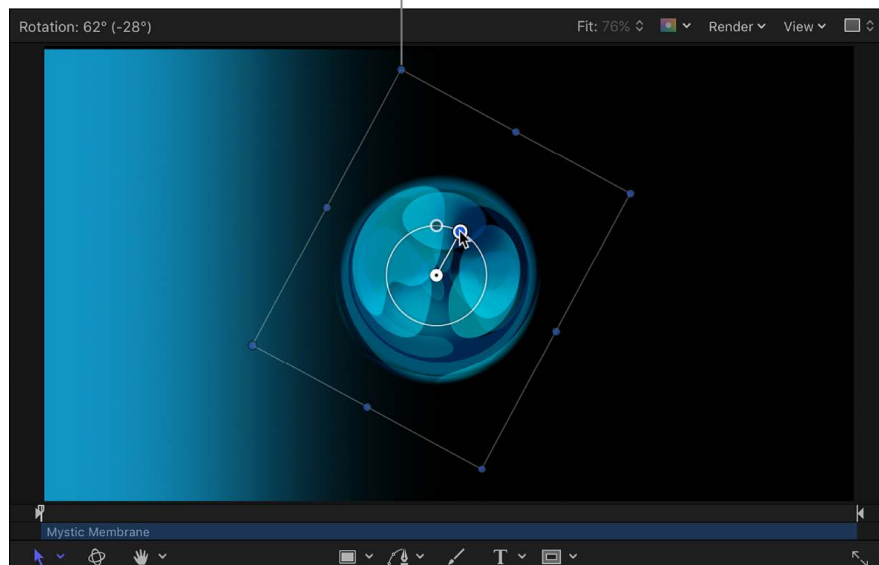 Rotation: 62° (-28°)
Fit: 76%
Render
View
Mystic Membrane
T